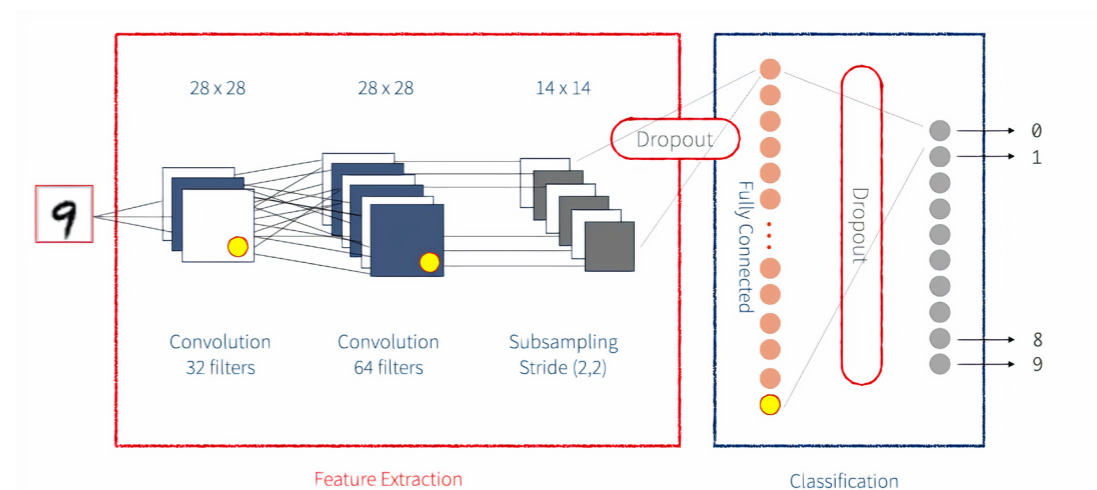 28 x 28
28 x 28
14 x 14
Dropout
9
Convolution
32 filters
Convolution
64 filters
Subsampling
Stride (2,2)
Feature Extraction
Fully Connected
Dropout
0
1
8
9
Classification